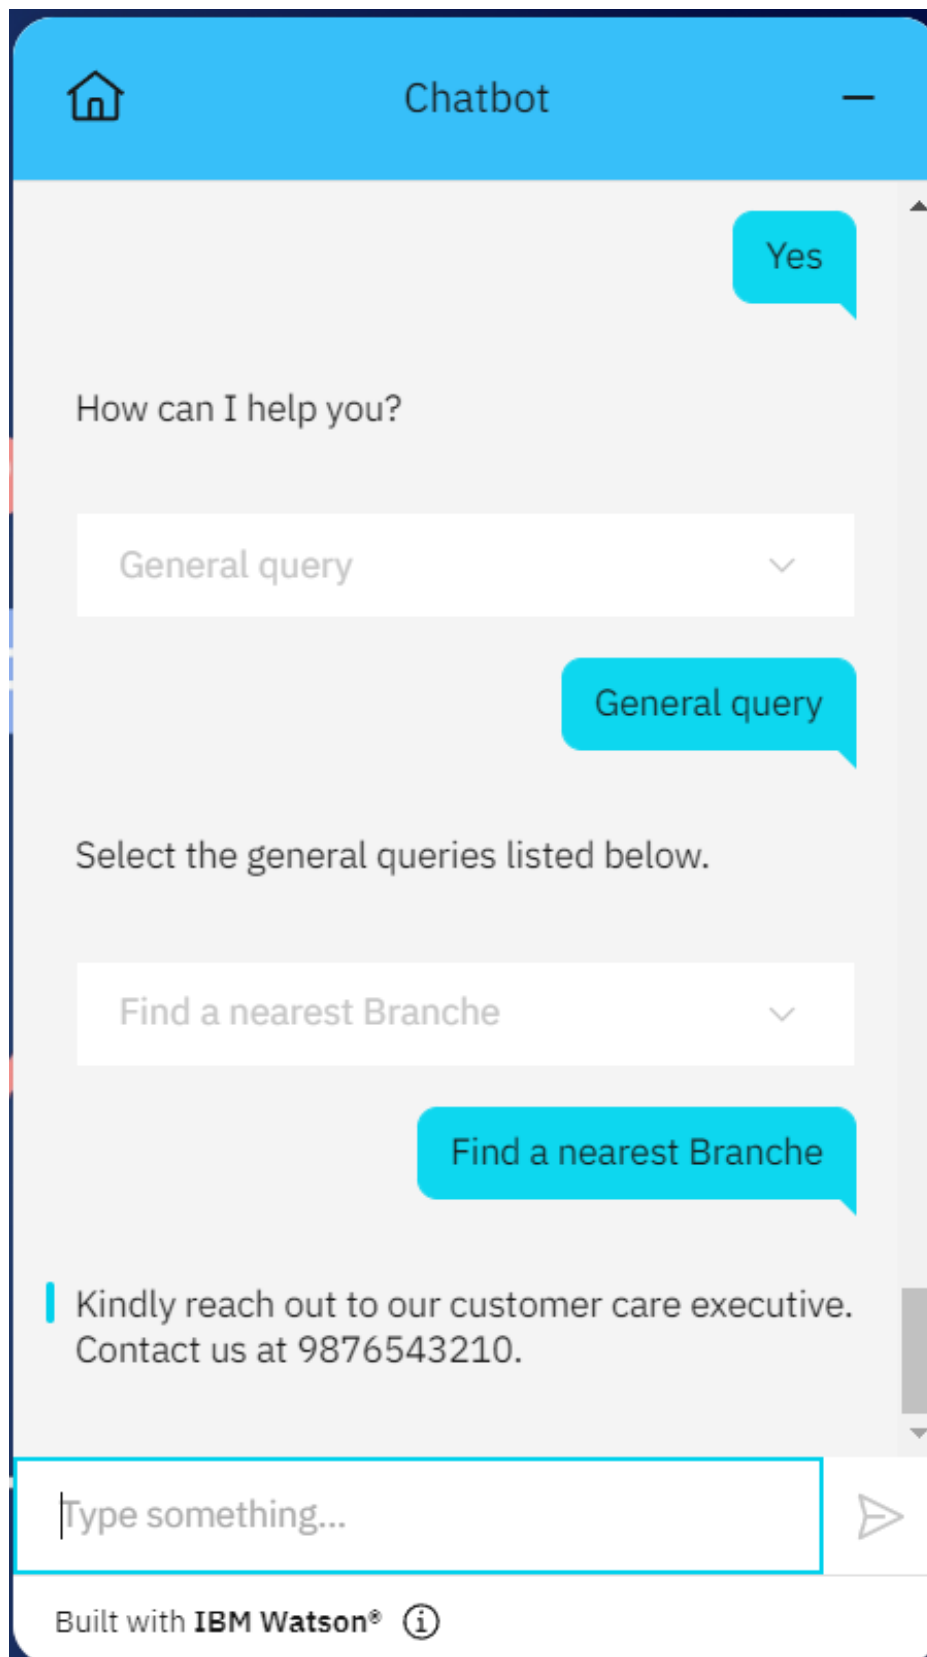 Chatbot
Yes
How can I help you?
General query
General query
Select the general queries listed below.
Find a nearest Branche
Find a nearest Branche
Kindly reach out to our customer care executive.
Contact us at 9876543210.
Type something...
Built with IBM Watson®